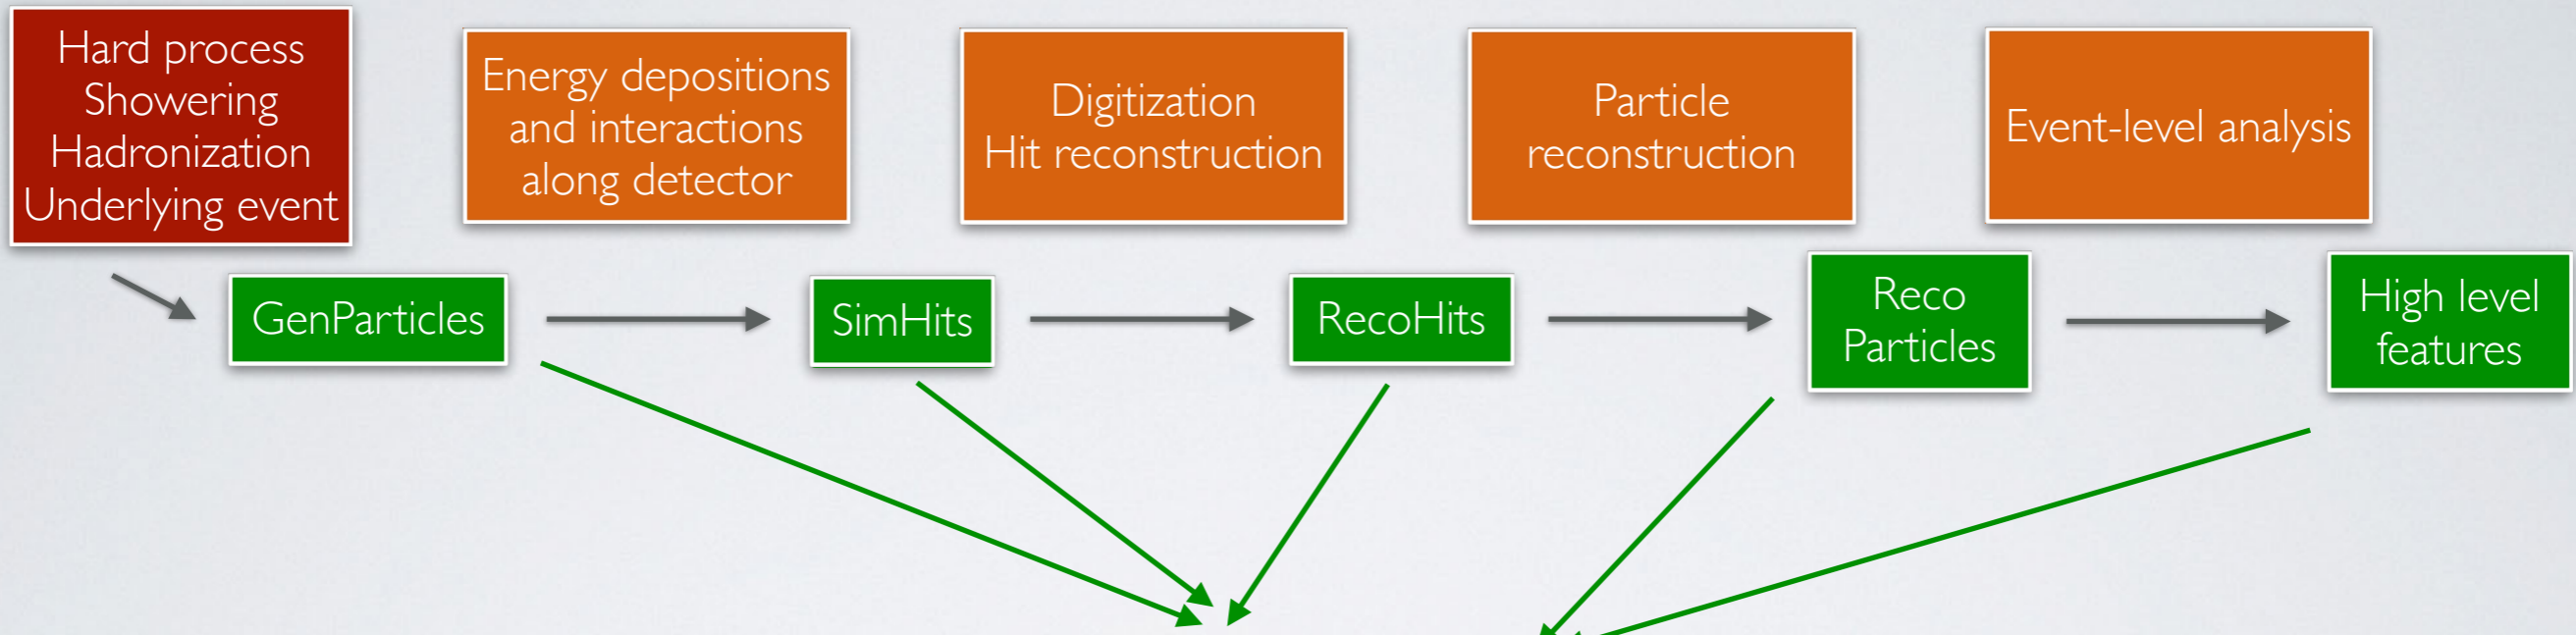 Hard process
Showering
Hadronization
Underlying event
Energy depositions
and interactions
along detector
Digitization
Hit reconstruction
Particle
reconstruction
Event-level analysis
GenParticles
SimHits
RecoHits
Reco
Particles
High level
features